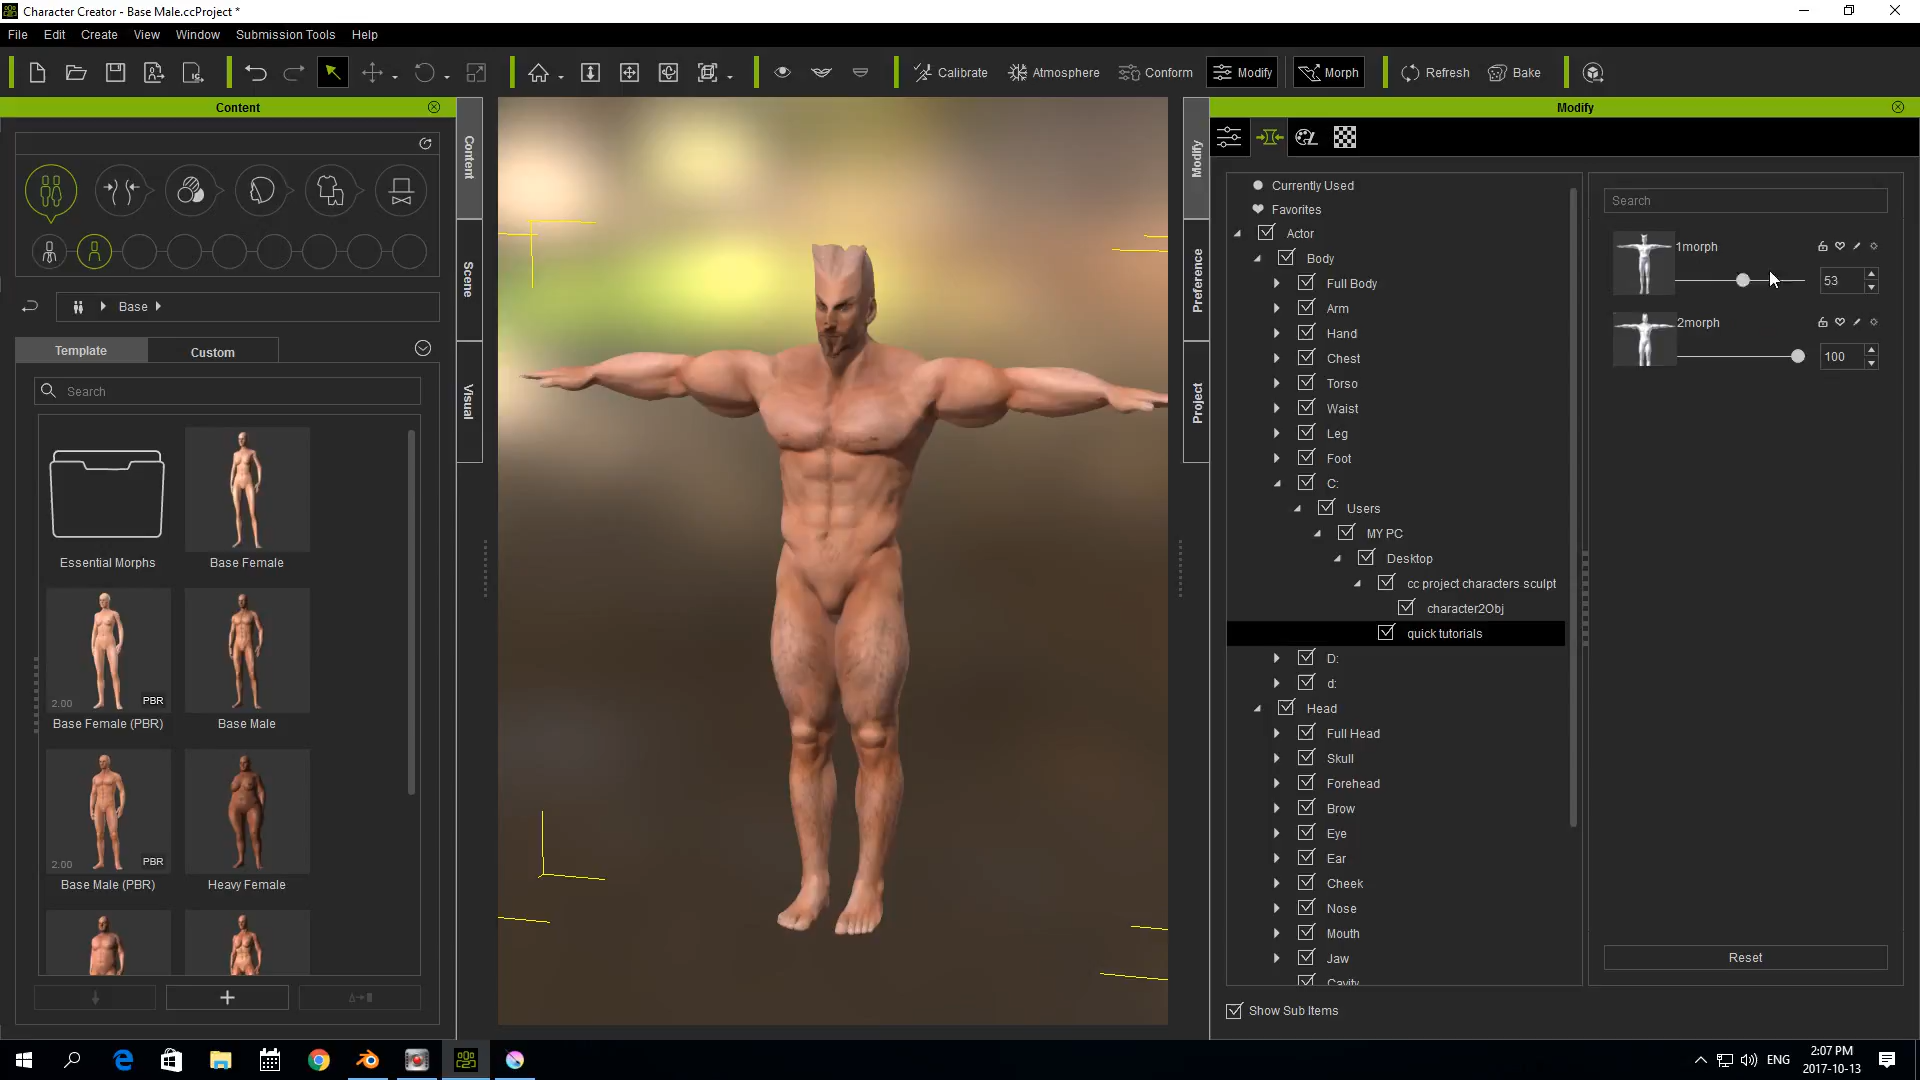 Character Creator - Base Male.ccProject *
File Edit Create View Window Submission Tools Help
Calibrate Atmosphere Conform Modify Morph Refresh Bake
Content
Modify
Content
Scene
Visual
Modify
Preference
Project
Base
Template Custom
Search
Essential Morphs Base Female
2.00 PBR
Base Female (PBR) Base Male
2.00 PBR
Base Male (PBR) Heavy Female
Currently Used
Favorites
Actor
Body
Full Body
Arm
Hand
Chest
Torso
Waist
Leg
Foot
C:
Users
MY PC
Desktop
cc project characters sculpt
character2Obj
quick tutorials
D:
d:
Head
Full Head
Skull
Forehead
Brow
Eye
Ear
Cheek
Nose
Mouth
Jaw
Cavity
Show Sub Items
Search
1morph
53
2morph
100
Reset
ENG
2:07 PM
2017-10-13